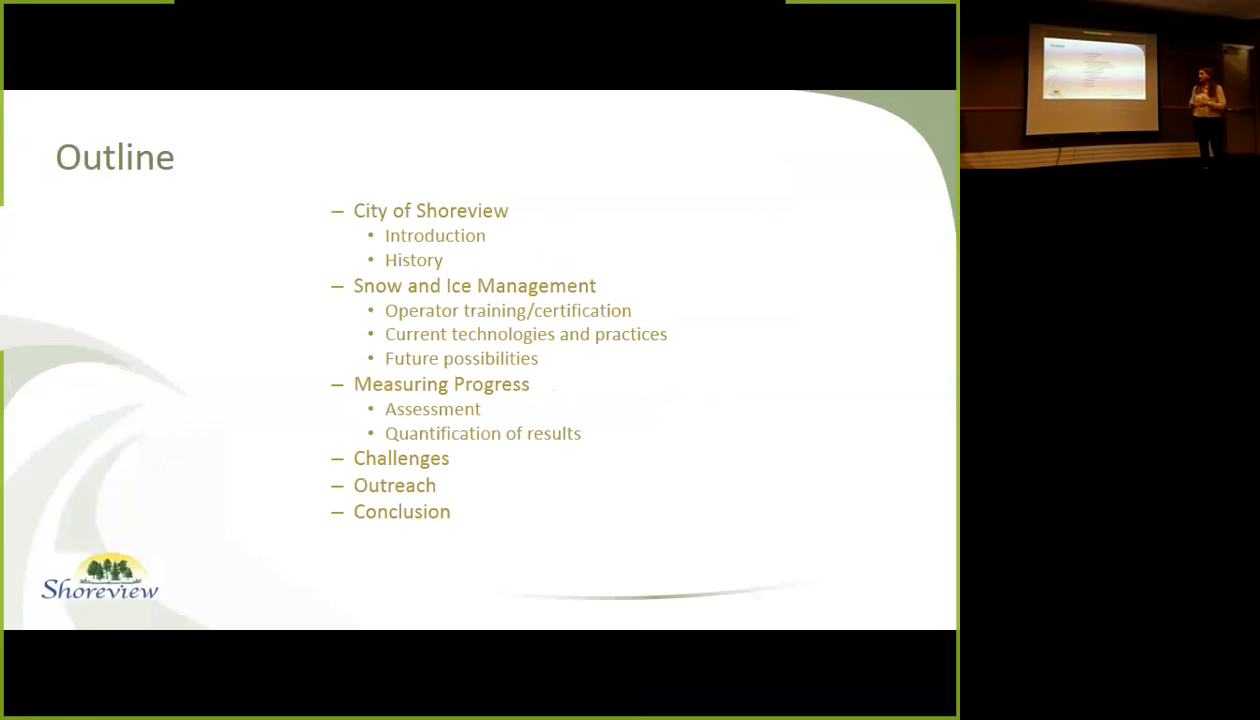 Outline
– City of Shoreview
• Introduction
• History
– Snow and Ice Management
• Operator training/certification
• Current technologies and practices
• Future possibilities
– Measuring Progress
• Assessment
• Quantification of results
– Challenges
– Outreach
– Conclusion
Shoreview